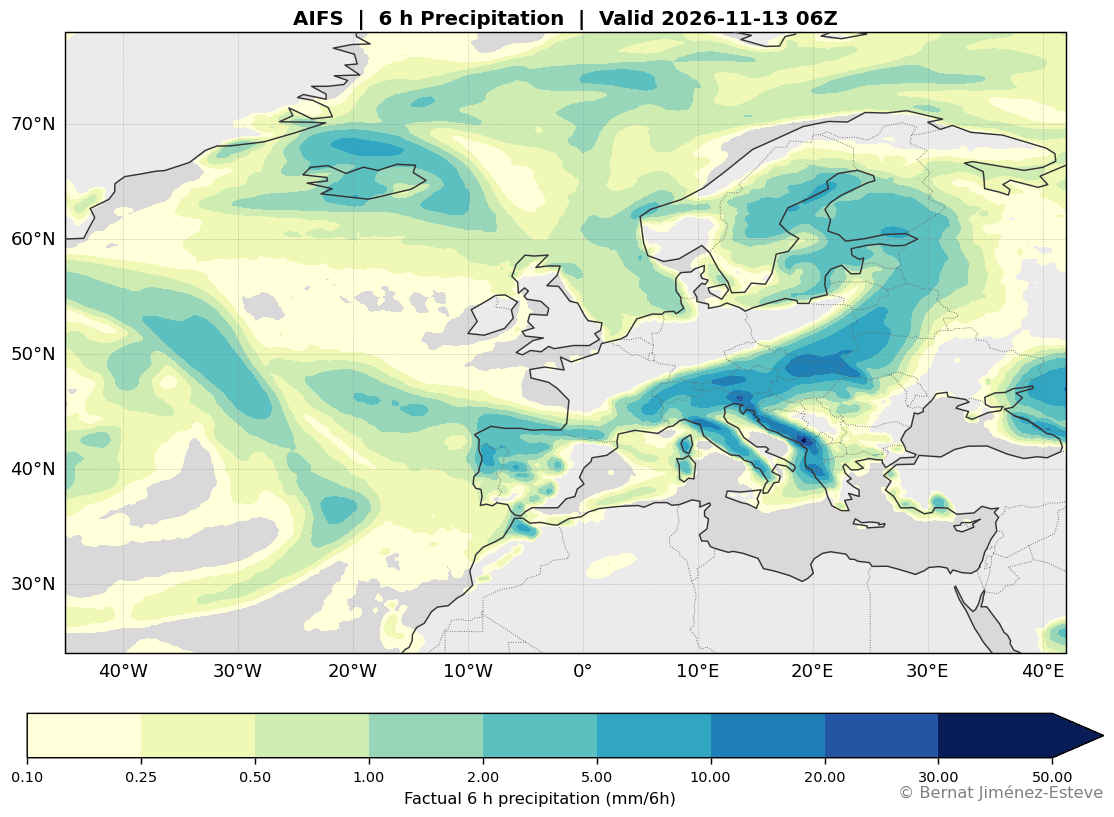 AIFS | 6 h Precipitation | Valid 2026-11-13 06Z
70°N
60°N
50°N
40°N
30°N
40°W 30°W 20°W 10°W 0° 10°E 20°E 30°E 40°E
0.10 0.25 0.50 1.00 2.00 5.00 10.00 20.00 30.00 50.00
Factual 6 h precipitation (mm/6h)
© Bernat Jiménez-Esteve